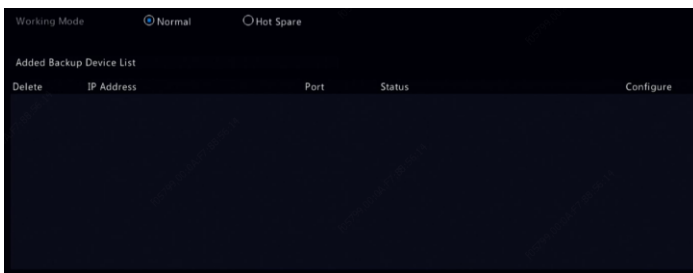 Working Mode Normal Hot Spare
Added Backup Device List
Delete IP Address Port Status Configure